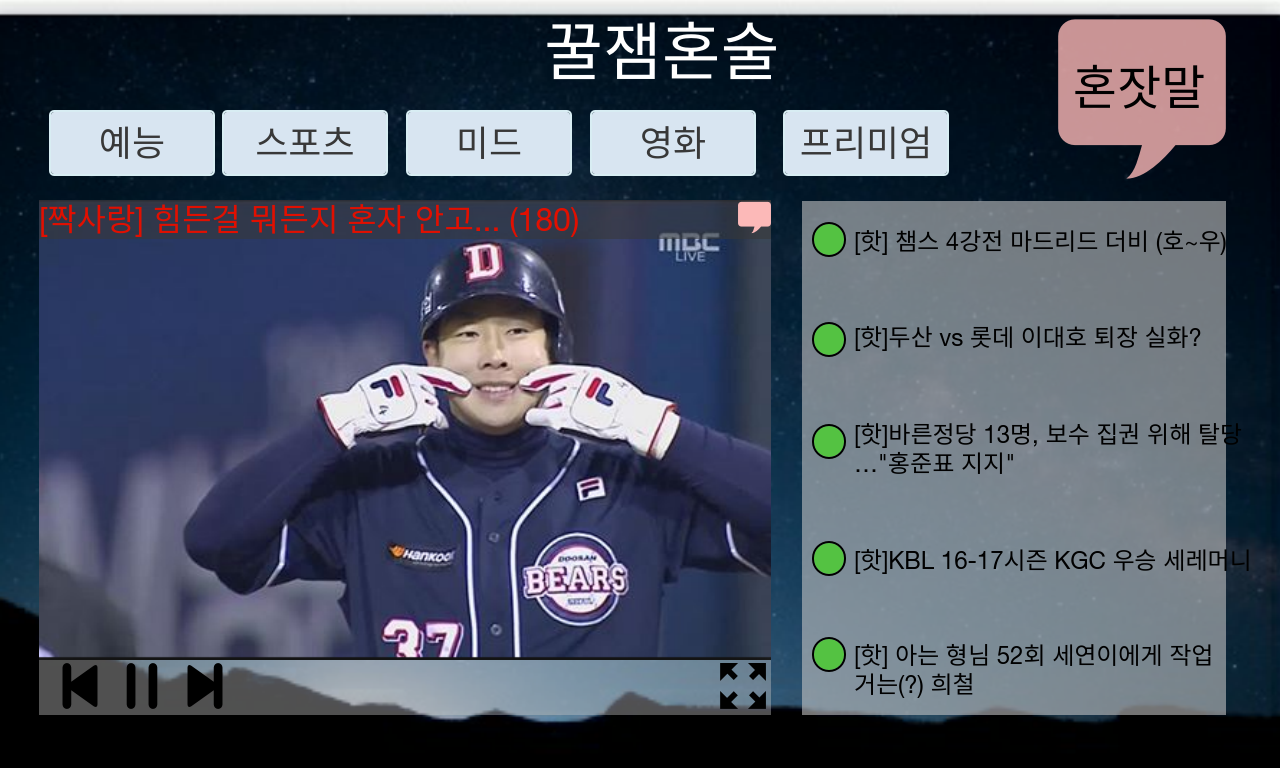 꿀잼혼술
혼잣말
예능
스포츠
미드
영화
프리미엄
[짝사랑] 힘든걸 뭐든지 혼자 안고... (180)
MBC
LIVE
D
FILA
HANKOOK
DOOSAN
BEARS
SEOUL
37
[핫] 챔스 4강전 마드리드 더비 (호~우)
[핫]두산 vs 롯데 이대호 퇴장 실화?
[핫]바른정당 13명, 보수 집권 위해 탈당
…"홍준표 지지"
[핫]KBL 16-17시즌 KGC 우승 세레머니
[핫] 아는 형님 52회 세연이에게 작업
거는(?) 희철